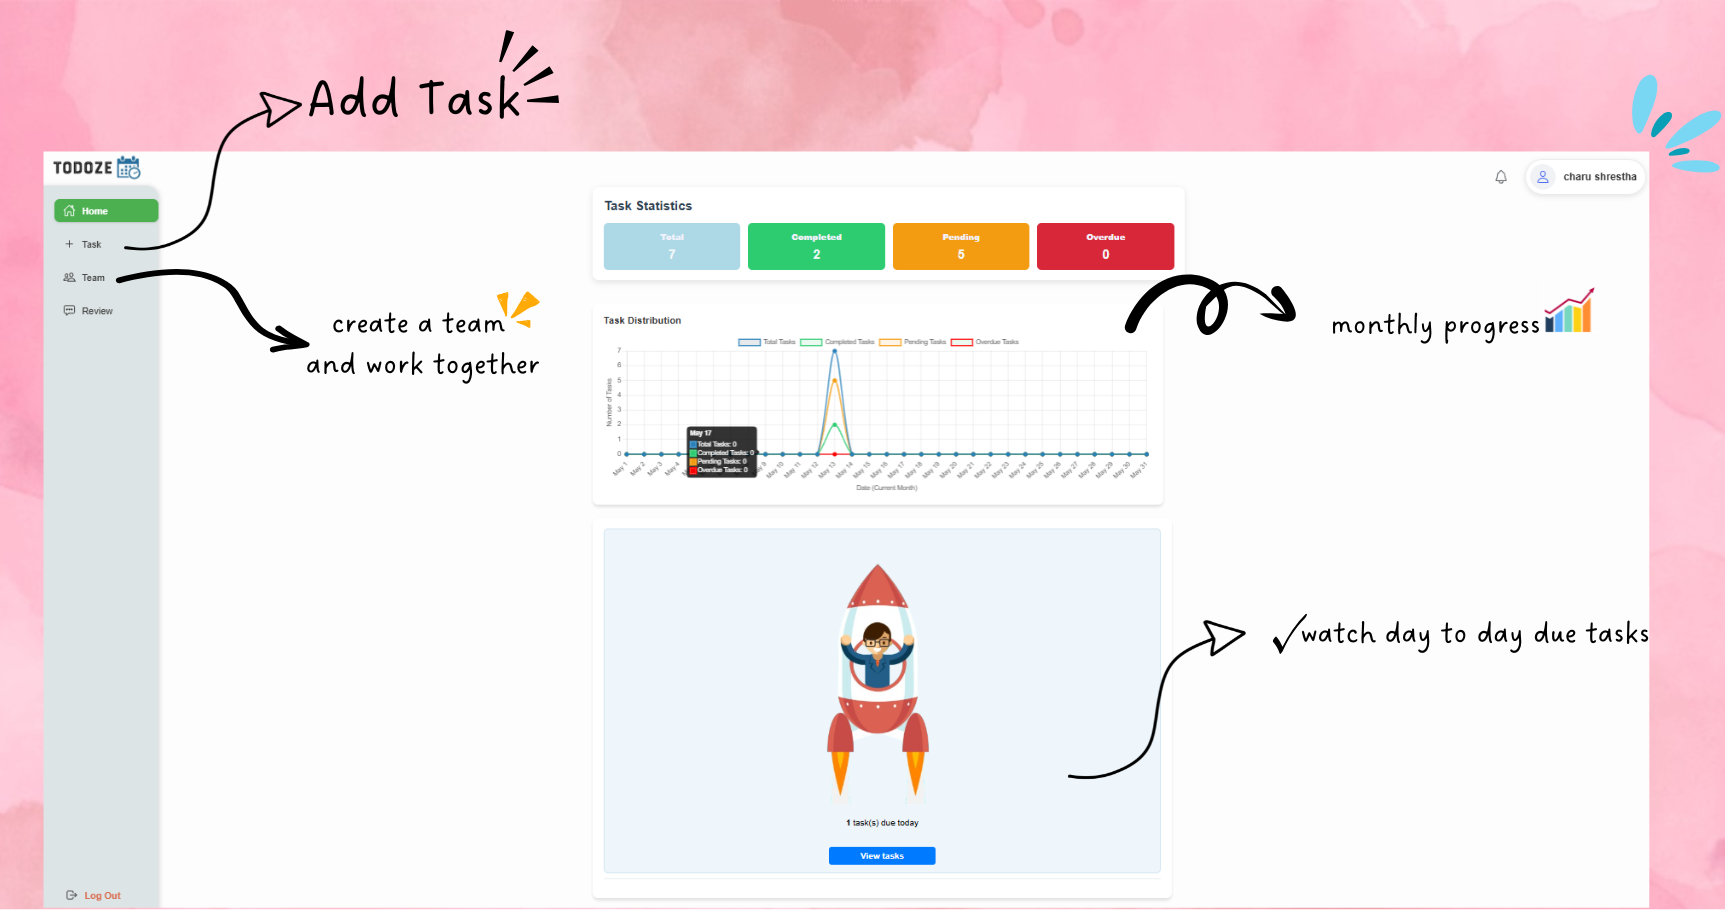 Add Task
TODOZE
charu shrestha
Home
Task
Team
Review
Log Out
create a team
and work together
Task Statistics
Total
7
Completed
2
Pending
5
Overdue
0
monthly progress
Task Distribution
Total Tasks
Completed Tasks
Pending Tasks
Overdue Tasks
Number of Tasks
7
6
5
4
3
2
1
0
May 17
Total Tasks: 0
Completed Tasks: 0
Pending Tasks: 0
Overdue Tasks: 0
May 1
May 2
May 3
May 4
May 10
May 11
May 12
May 13
May 14
May 15
May 16
May 17
May 18
May 19
May 20
May 21
May 22
May 23
May 24
May 25
May 26
May 27
May 28
May 29
May 30
May 31
Date (Current Month)
watch day to day due tasks
1 task(s) due today
View tasks